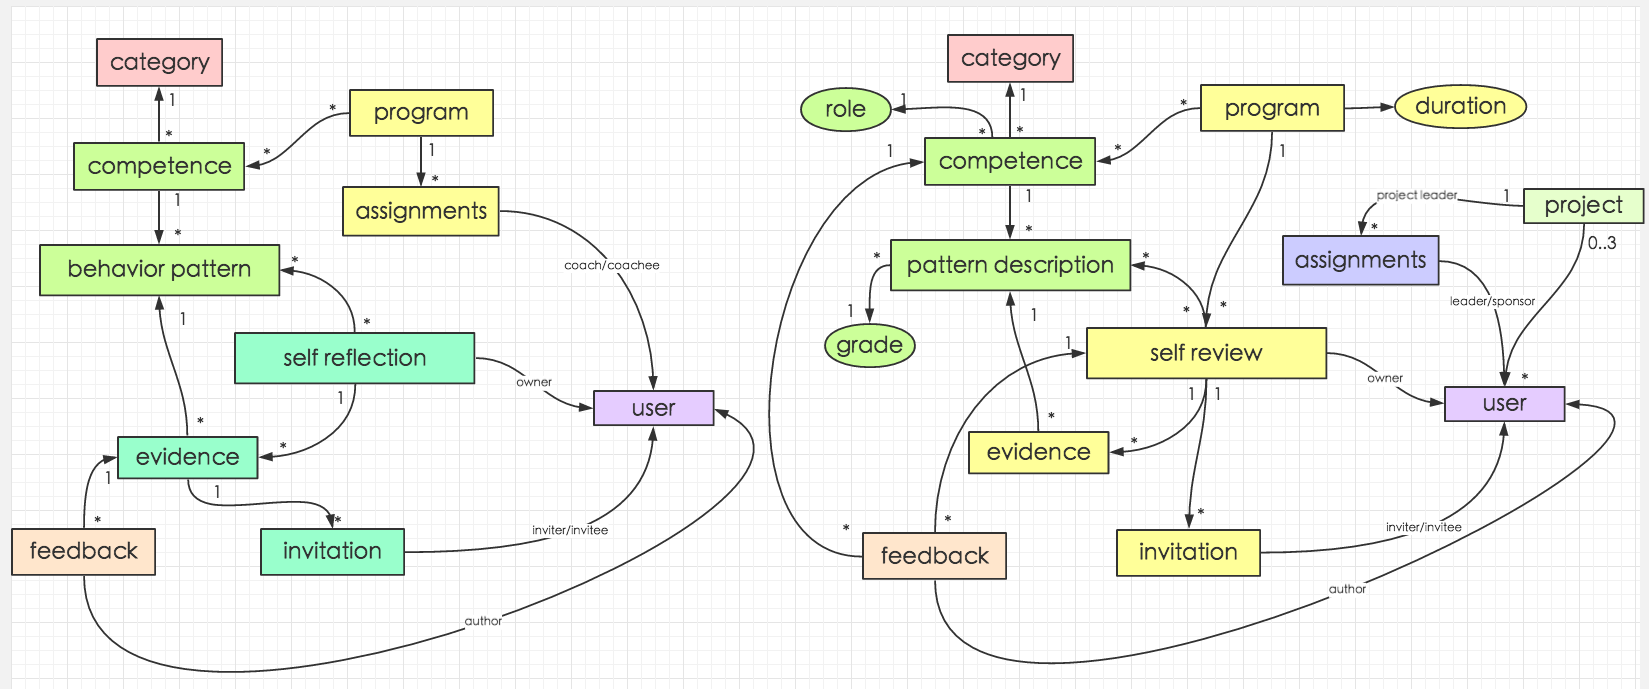 category
1
*
program
*
*
competence
1
*
1
*
assignments
coach/coachee
behavior pattern
*
1
*
self reflection
owner
1
user
*
*
evidence
1
1
*
*
feedback
invitation
inviter/invitee
author
category
1
*
role
1
*
program
*
*
1
duration
competence
1
1
*
project leader
1
project
*
0..3
assignments
leader/sponsor
pattern description
*
*
1
grade
*
*
1
1
self review
owner
*
user
1
1
*
*
evidence
*
*
*
feedback
invitation
inviter/invitee
author